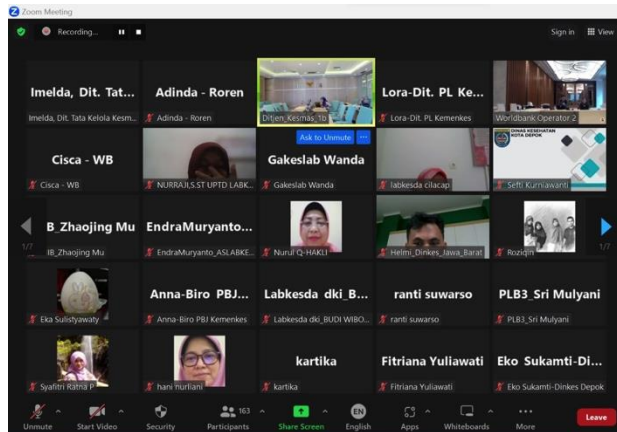 Zoom Meeting
Recording...
Sign in
View
Imelda, Dit. Tat...
Imelda, Dit. Tata Kelola Kesm...
Adinda - Roren
Adinda - Roren
Ditjen_Kesmas_1b
Lora-Dit. PL Ke...
Lora-Dit. PL Kemenkes
Worldbank Operator 2
Ask to Unmute
Cisca - WB
Cisca - WB
NURRAJI,S.ST UPTD LABK...
Gakeslab Wanda
Gakeslab Wanda
labkesda cilacap
DINAS KESEHATAN
KOTA DEPOK
Sefti Kurniawanti
B_Zhaojing Mu
IB_Zhaojing Mu
EndraMuryanto...
EndraMuryanto_ASLABKE...
Nurul Q-HAKLI
Helmi_Dinkes_Jawa_Barat
Roziqin
1/7
1/7
Eka Sulistyawaty
Anna-Biro PBJ...
Anna-Biro PBJ Kemenkes
Labkesda dki_B...
Labkesda dki_BUDI WIBO...
ranti suwarso
ranti suwarso
PLB3_Sri Mulyani
PLB3_Sri Mulyani
Syafitri Ratna P
hani nurliani
kartika
kartika
Fitriana Yuliawati
Fitriana Yuliawati
Eko Sukamti-Di...
Eko Sukamti-Dinkes Depok
Unmute
Start Video
Security
163
Participants
Share Screen
EN
English
Apps
Whiteboards
More
Leave